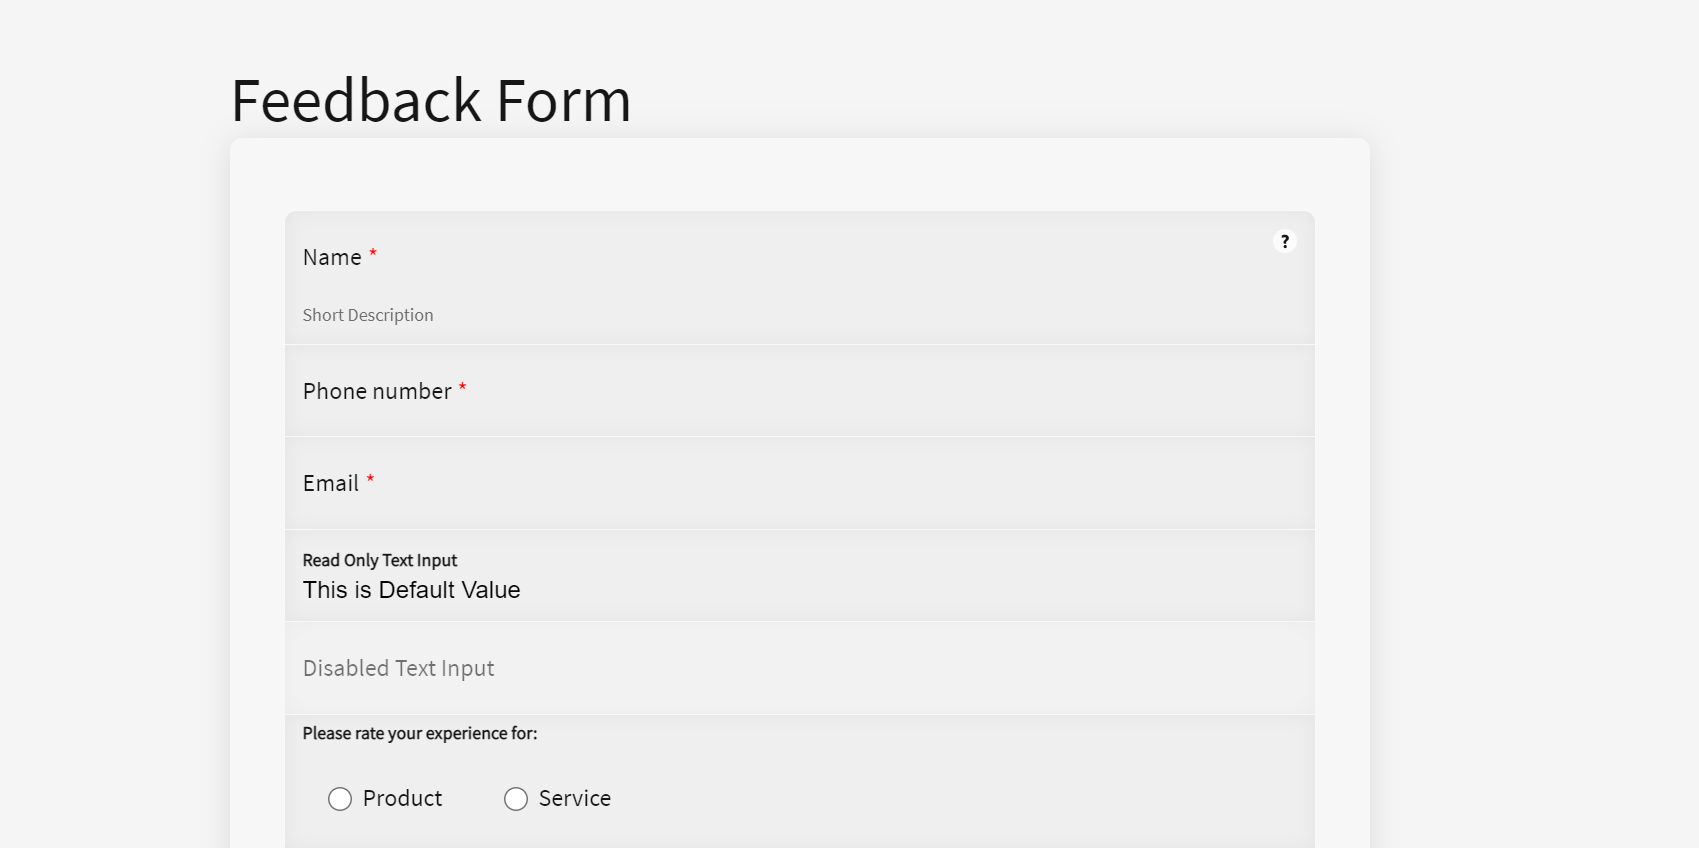 Feedback Form
Name *
?
Short Description
Phone number *
Email *
Read Only Text Input
This is Default Value
Disabled Text Input
Please rate your experience for:
Product
Service